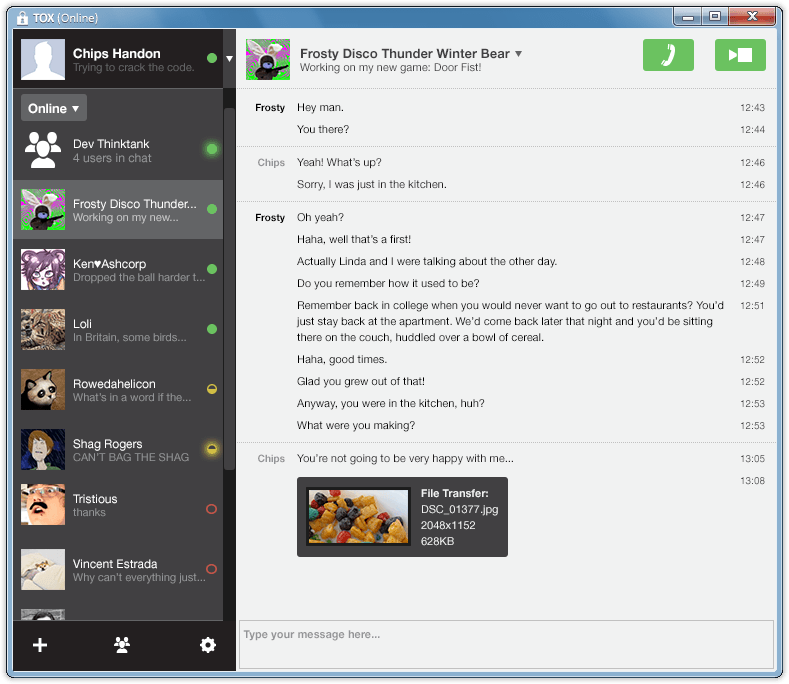 TOX (Online)
Chips Handon
Trying to crack the code.
Online
Dev Thinktank
4 users in chat
Frosty Disco Thunder...
Working on my new...
Ken♥Ashcorp
Dropped the ball harder t...
Loli
In Britain, some birds...
Rowedahelicon
What's in a word if the...
Shag Rogers
CAN'T BAG THE SHAG
Tristious
thanks
Vincent Estrada
Why can't everything just...
Frosty Disco Thunder Winter Bear
Working on my new game: Door Fist!
Frosty Hey man. 12:43
You there? 12:44
Chips Yeah! What's up? 12:46
Sorry, I was just in the kitchen. 12:46
Frosty Oh yeah? 12:47
Haha, well that's a first! 12:47
Actually Linda and I were talking about the other day. 12:48
Do you remember how it used to be? 12:49
Remember back in college when you would never want to go out to restaurants? You'd 12:51
just stay back at the apartment. We'd come back later that night and you'd be sitting
there on the couch, huddled over a bowl of cereal.
Haha, good times. 12:52
Glad you grew out of that! 12:52
Anyway, you were in the kitchen, huh? 12:53
What were you making? 12:53
Chips You're not going to be very happy with me... 13:05
13:08
File Transfer:
DSC_01377.jpg
2048x1152
628KB
Type your message here...